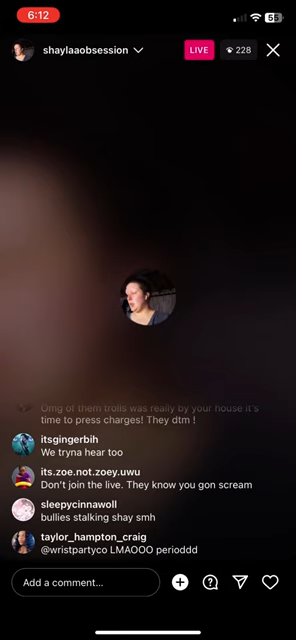 6:12
55
shaylaaobsession
LIVE
228
Omg of them trolls was really by your house it's
time to press charges! They dtm !
itsgingerbih
We tryna hear too
its.zoe.not.zoey.uwu
Don't join the live. They know you gon scream
sleepycinnawoll
bullies stalking shay smh
taylor_hampton_craig
@wristpartyco LMAOOO perioddd
Add a comment...